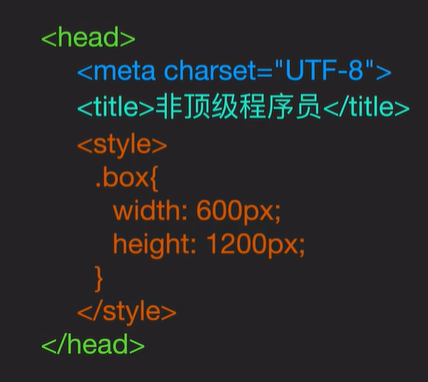 <head>
<meta charset="UTF-8">
<title>非顶级程序员</title>
<style>
.box{
width: 600px;
height: 1200px;
}
</style>
</head>